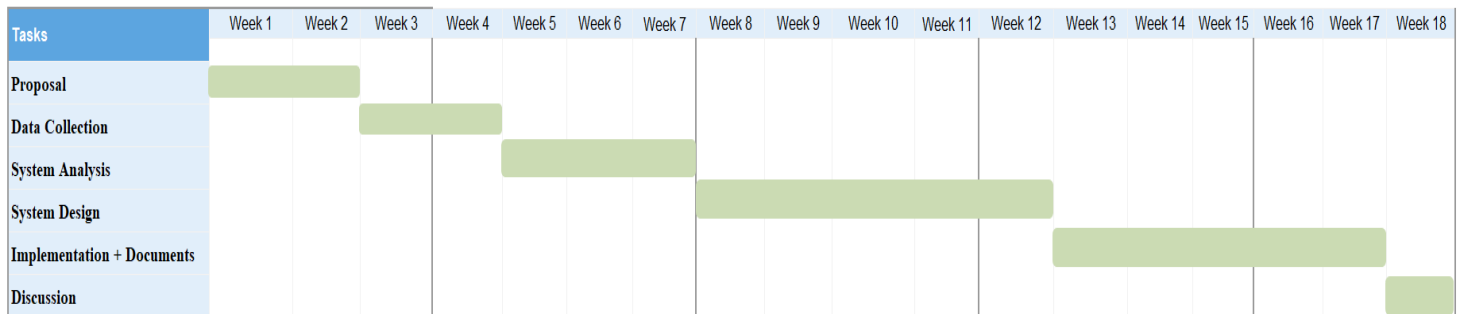 Tasks
Week 1 Week 2 Week 3 Week 4 Week 5 Week 6 Week 7 Week 8 Week 9 Week 10 Week 11 Week 12 Week 13 Week 14 Week 15 Week 16 Week 17 Week 18
Proposal
Data Collection
System Analysis
System Design
Implementation + Documents
Discussion